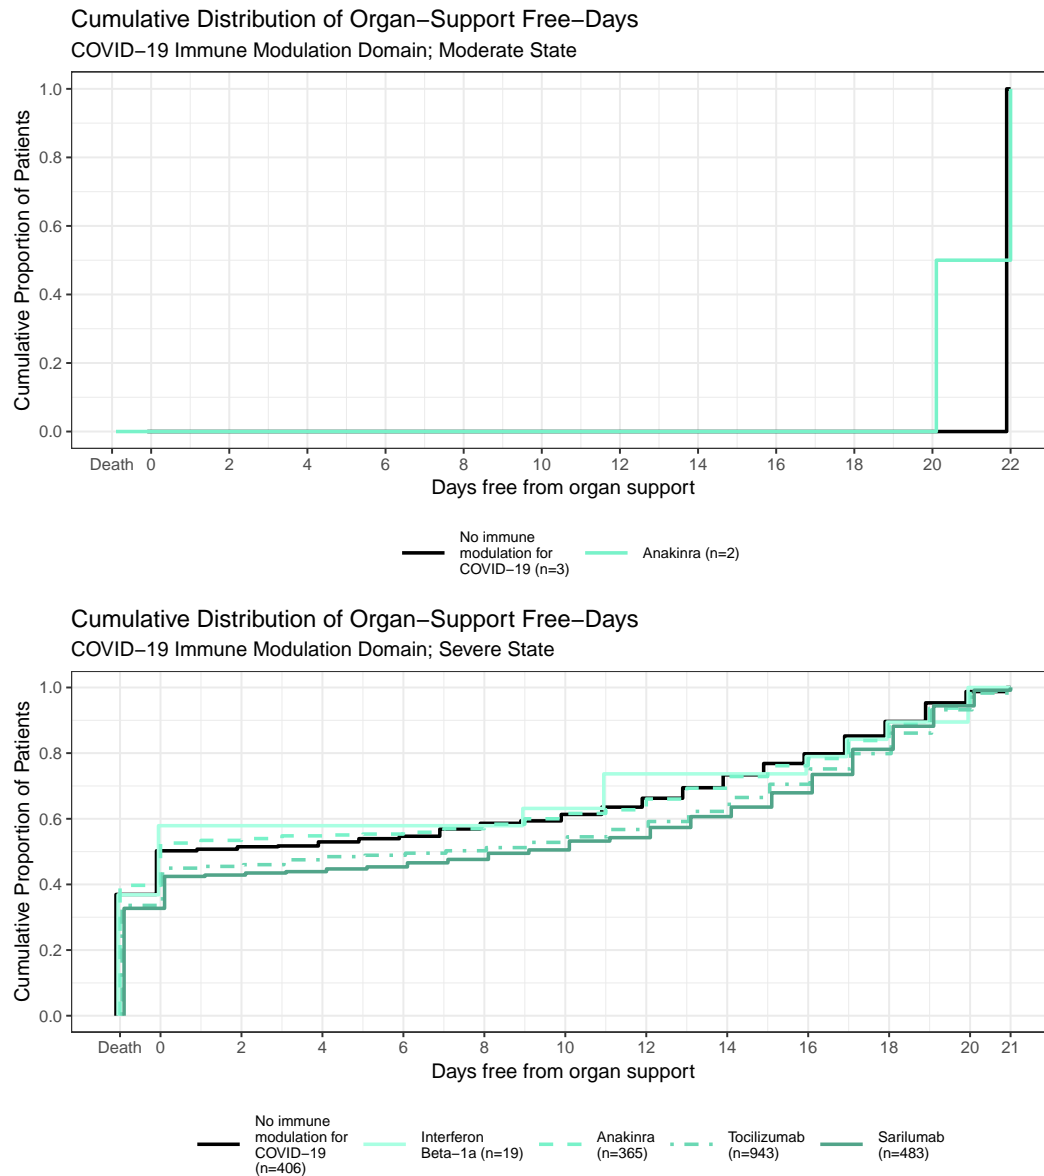 Cumulative Distribution of Organ−Support Free−Days
COVID−19 Immune Modulation Domain; Moderate State
Cumulative Proportion of Patients
1.0
0.8
0.6
0.4
0.2
0.0
Death 0 2 4 6 8 10 12 14 16 18 20 22
Days free from organ support
No immune
modulation for
COVID−19 (n=3)
Anakinra (n=2)
Cumulative Distribution of Organ−Support Free−Days
COVID−19 Immune Modulation Domain; Severe State
Cumulative Proportion of Patients
1.0
0.8
0.6
0.4
0.2
0.0
Death 0 2 4 6 8 10 12 14 16 18 20 21
Days free from organ support
No immune
modulation for
COVID−19
(n=406)
Interferon
Beta−1a (n=19)
Anakinra
(n=365)
Tocilizumab
(n=943)
Sarilumab
(n=483)